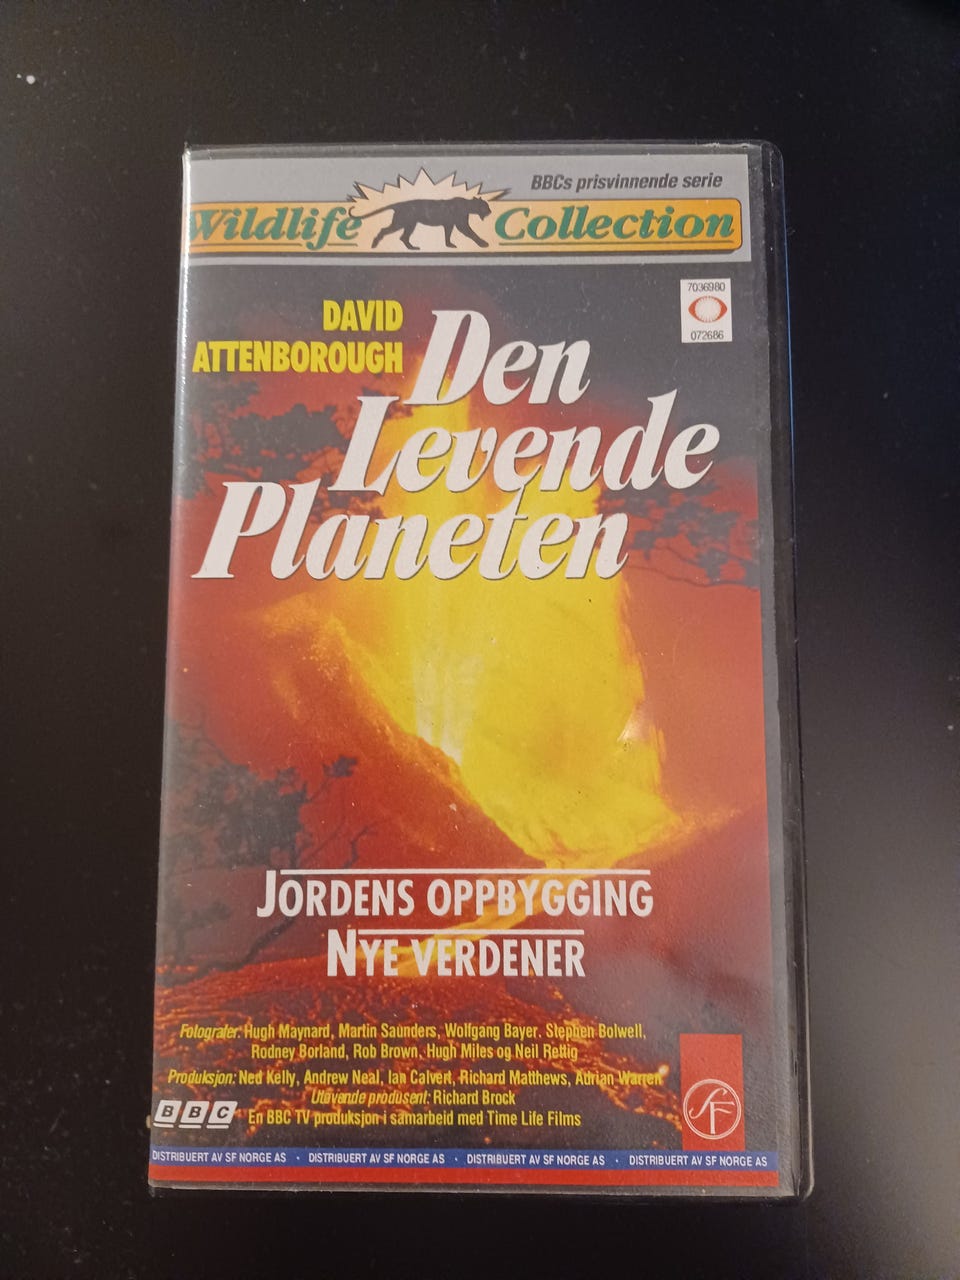 BBCs prisvinnende serie
Wildlife Collection
7036980
072686
DAVID
ATTENBOROUGH
Den
Levende
Planeten
JORDENS OPPBYGGING
NYE VERDENER
Fotografer: Hugh Maynard, Martin Saunders, Wolfgang Bayer, Stephen Bolwell,
Rodney Borland, Rob Brown, Hugh Miles og Neil Rettig
Produksjon: Ned Kelly, Andrew Neal, Ian Calvert, Richard Matthews, Adrian Warren
Utøvende produsent: Richard Brock
BBC
En BBC TV produksjon i samarbeid med Time Life Films
SF
DISTRIBUERT AV SF NORGE AS · DISTRIBUERT AV SF NORGE AS · DISTRIBUERT AV SF NORGE AS · DISTRIBUERT AV SF NORGE AS